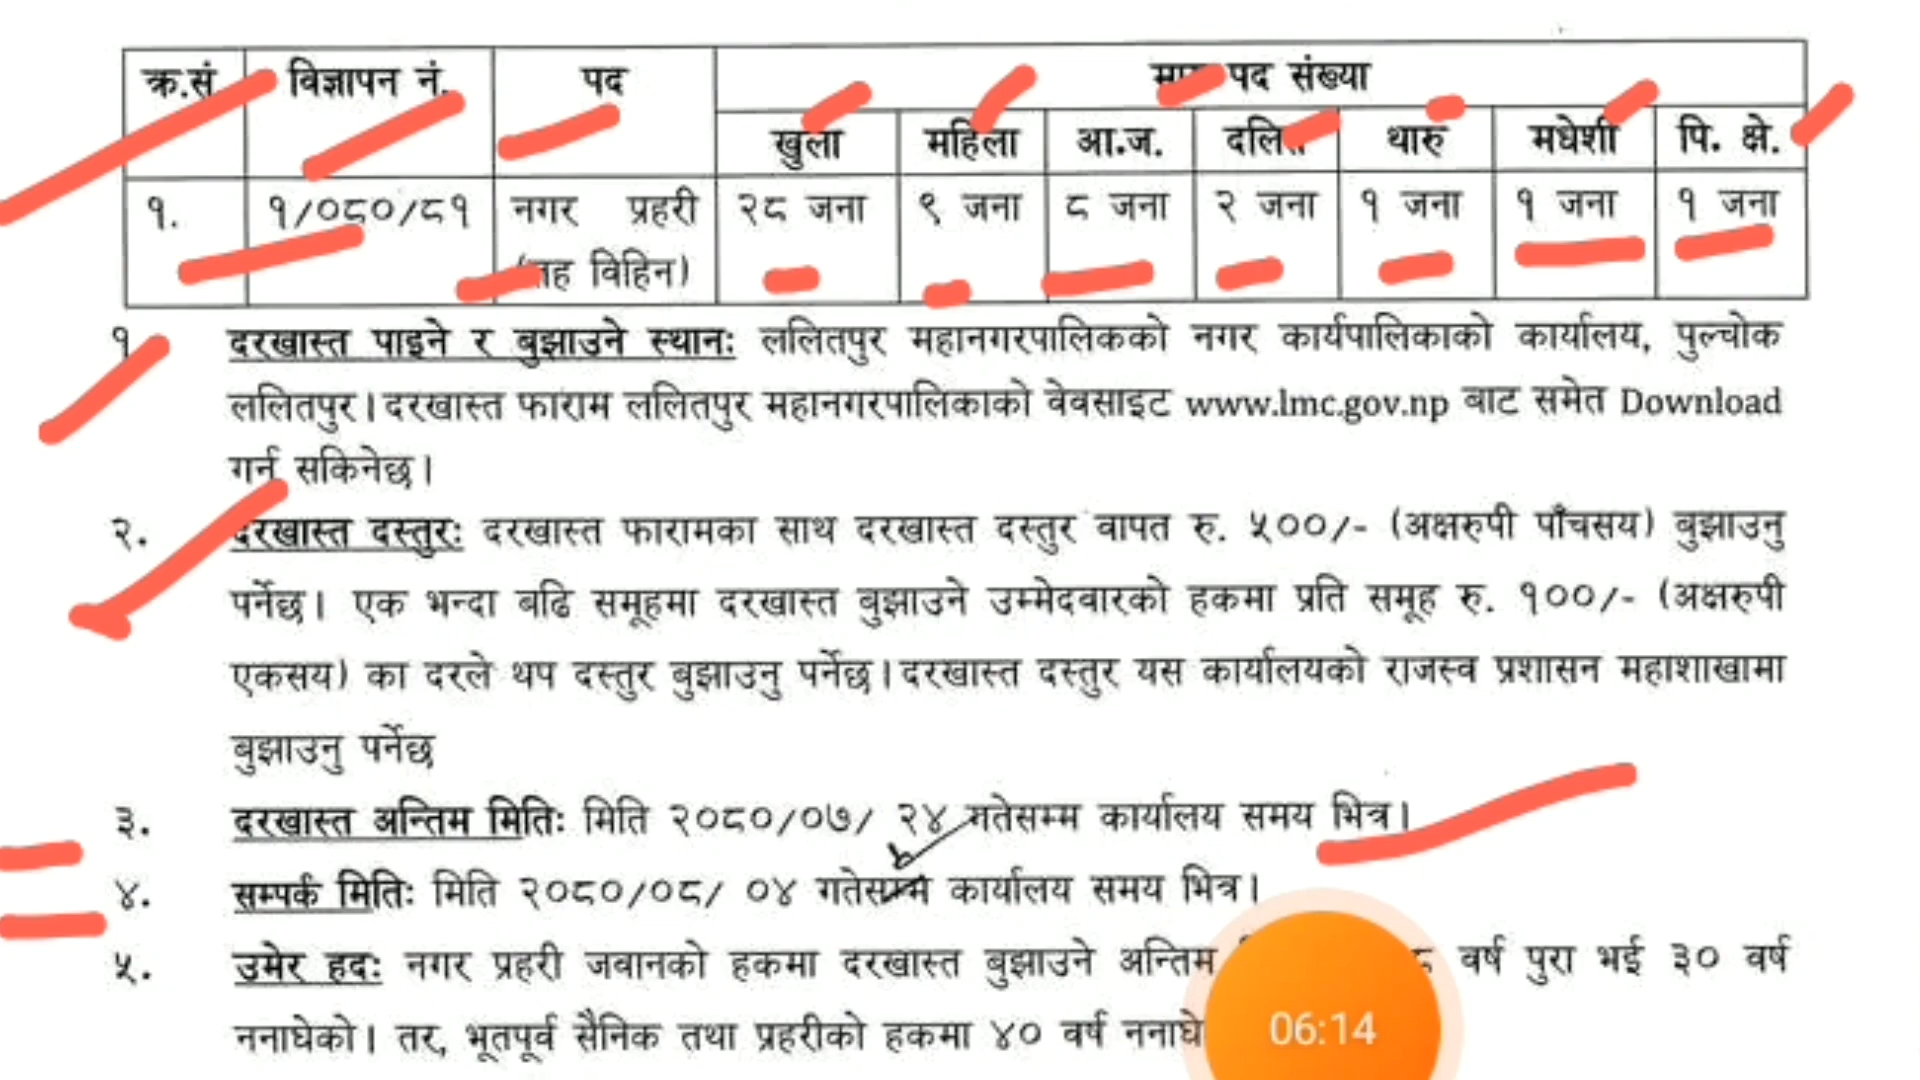 क्र.सं विज्ञापन नं. पद पद संख्या
खुला महिला आ.ज. दलित थारु मधेशी पि. क्षे.
१. १/०८०/८१ नगर प्रहरी २८ जना ९ जना ८ जना २ जना १ जना १ जना १ जना
(तह विहिन)
१ दरखास्त पाइने र बुझाउने स्थानः ललितपुर महानगरपालिकको नगर कार्यपालिकाको कार्यालय, पुल्चोक
ललितपुर। दरखास्त फाराम ललितपुर महानगरपालिकाको वेवसाइट www.lmc.gov.np बाट समेत Download
गर्न सकिनेछ।
२. दरखास्त दस्तुरः दरखास्त फारामका साथ दरखास्त दस्तुर वापत रु. ५००/- (अक्षरुपी पाँचसय) बुझाउनु
पर्नेछ। एक भन्दा बढि समूहमा दरखास्त बुझाउने उम्मेदवारको हकमा प्रति समूह रु. १००/- (अक्षरुपी
एकसय) का दरले थप दस्तुर बुझाउनु पर्नेछ। दरखास्त दस्तुर यस कार्यालयको राजस्व प्रशासन महाशाखामा
बुझाउनु पर्नेछ
३. दरखास्त अन्तिम मितिः मिति २०८०/०७/ २४ गतेसम्म कार्यालय समय भित्र।
४. सम्पर्क मितिः मिति २०८०/०८/ ०४ गतेसम्म कार्यालय समय भित्र।
५. उमेर हदः नगर प्रहरी जवानको हकमा दरखास्त बुझाउने अन्तिम वर्ष पुरा भई ३० वर्ष
ननाघेको। तर, भूतपूर्व सैनिक तथा प्रहरीको हकमा ४० वर्ष ननाघे
06:14